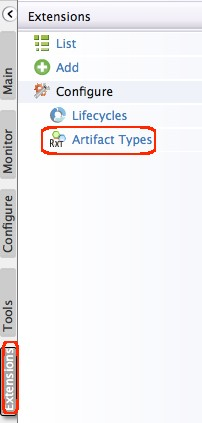 Extensions
List
Add
Configure
Lifecycles
RXT Artifact Types
Main
Monitor
Configure
Tools
Extensions